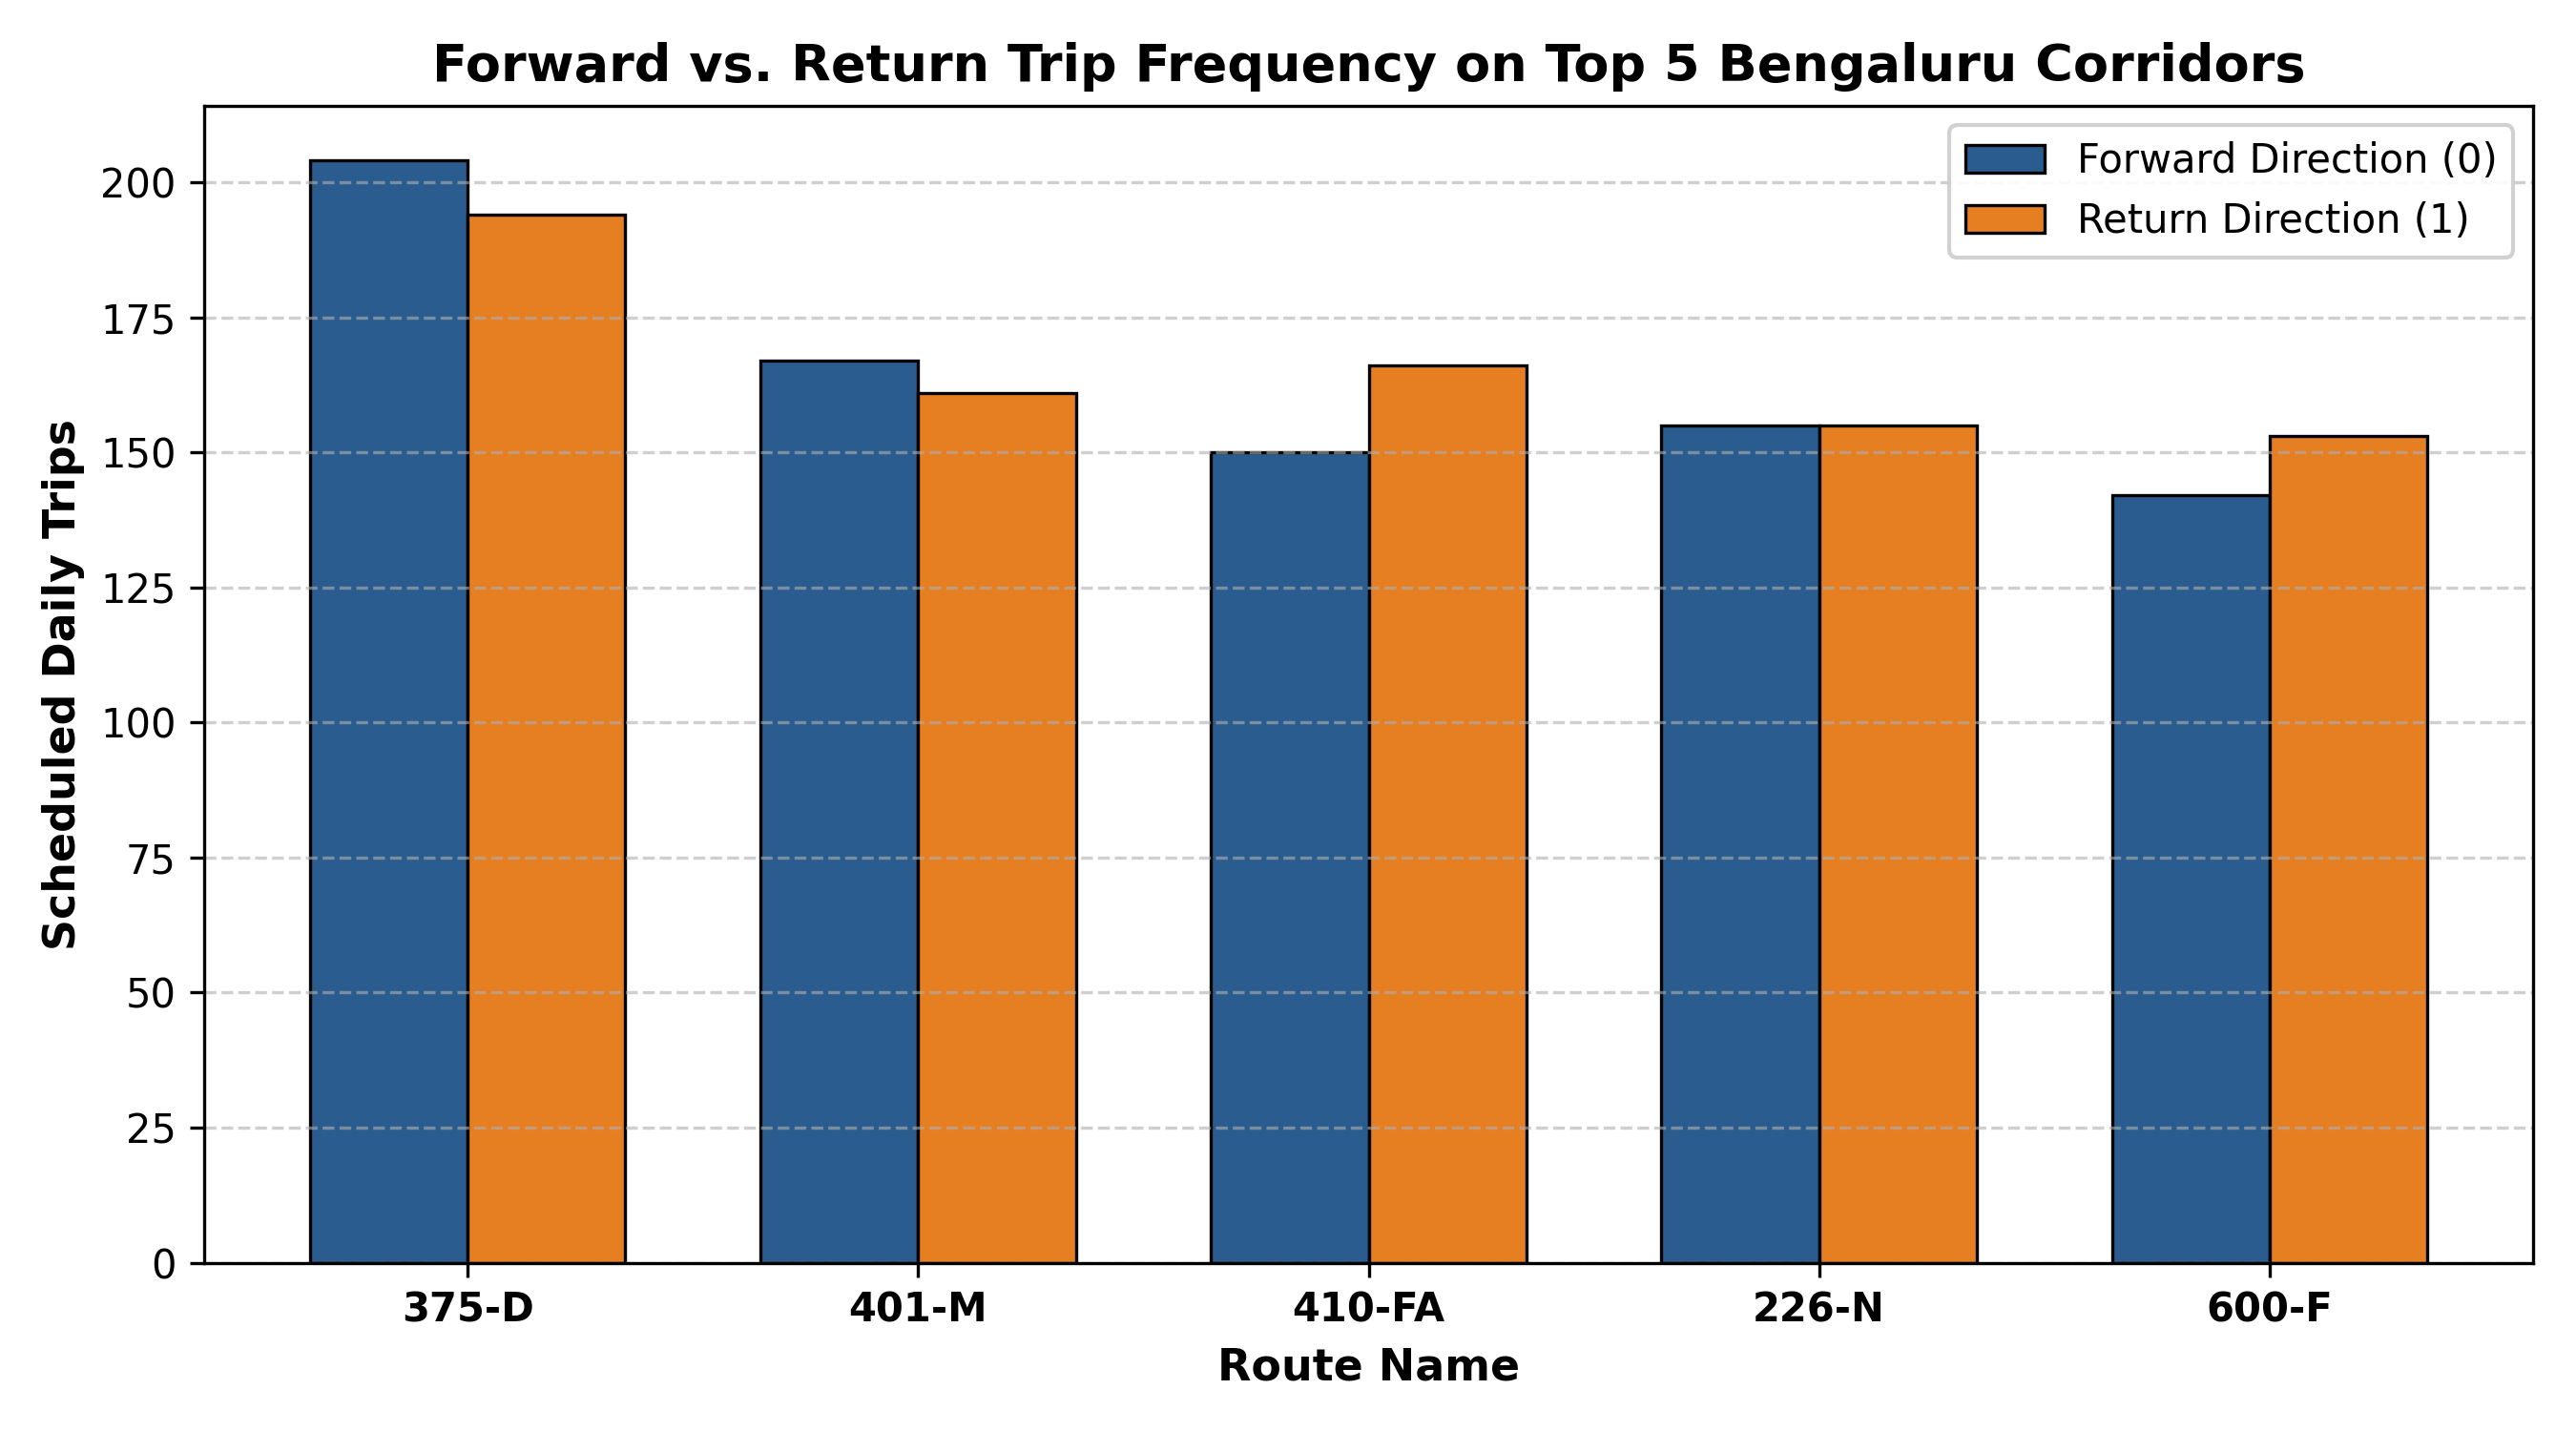 Forward vs. Return Trip Frequency on Top 5 Bengaluru Corridors
Forward Direction (0)
Return Direction (1)
Scheduled Daily Trips
200
175
150
125
100
75
50
25
0
375-D
401-M
410-FA
226-N
600-F
Route Name